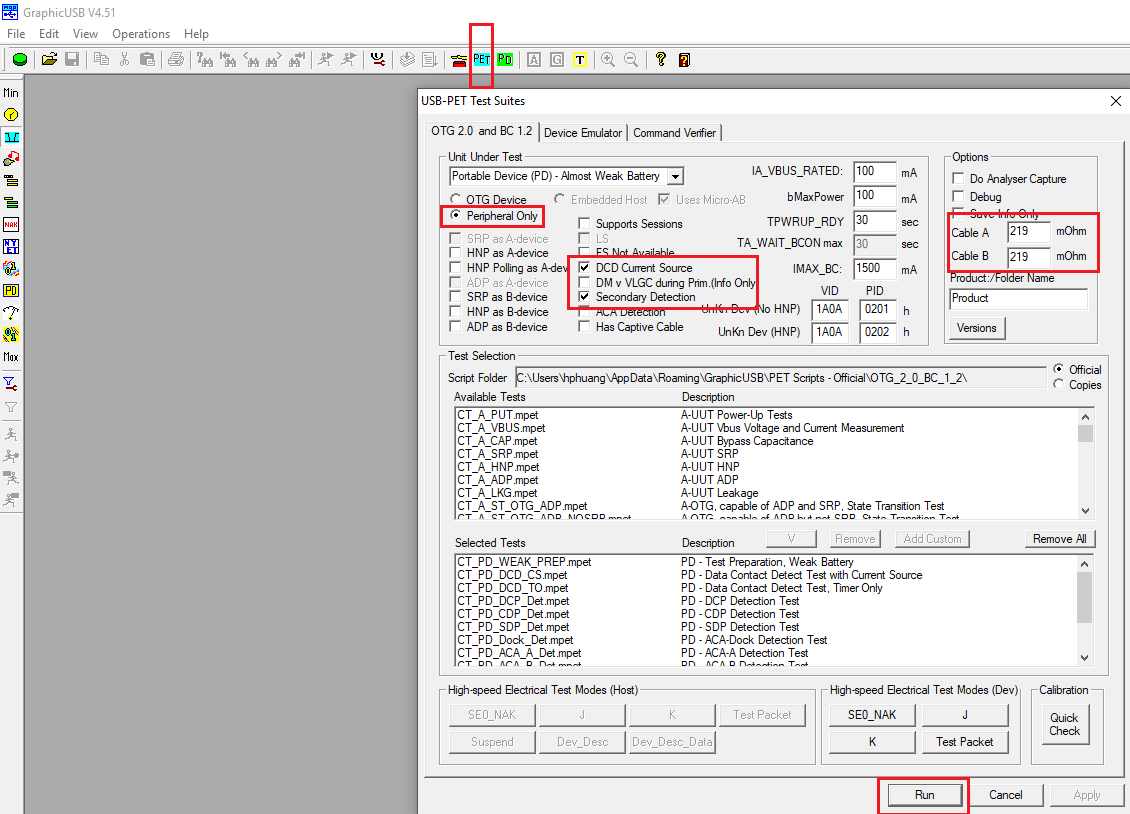 GraphicUSB V4.51
File Edit View Operations Help
PET PD A G T ? ?
Min
NAK
NY ET
PD
Max
USB-PET Test Suites
OTG 2.0 and BC 1.2 Device Emulator Command Verifier
Unit Under Test
Portable Device (PD) - Almost Weak Battery
OTG Device Embedded Host Uses Micro-AB
Peripheral Only
SRP as A-device
HNP as A-device
HNP Polling as A-dev
ADP as A-device
SRP as B-device
HNP as B-device
ADP as B-device
Supports Sessions
LS
FS Not Available
DCD Current Source
DM v VLGC during Prim.(Info Only
Secondary Detection
ACA Detection
Has Captive Cable
IA_VBUS_RATED: 100 mA
bMaxPower 100 mA
TPWRUP_RDY 30 sec
TA_WAIT_BCON max 30 sec
IMAX_BC: 1500 mA
VID PID
UnKn Dev (No HNP) 1A0A 0201 h
UnKn Dev (HNP) 1A0A 0202 h
Options
Do Analyser Capture
Debug
Save Info Only
Cable A 219 mOhm
Cable B 219 mOhm
Product:/Folder Name
Product
Versions
Test Selection
Script Folder C:\Users\hphuang\AppData\Roaming\GraphicUSB\PET Scripts - Official\OTG_2_0_BC_1_2\
Official
Copies
Available Tests Description
CT_A_PUT.mpet A-UUT Power-Up Tests
CT_A_VBUS.mpet A-UUT Vbus Voltage and Current Measurement
CT_A_CAP.mpet A-UUT Bypass Capacitance
CT_A_SRP.mpet A-UUT SRP
CT_A_HNP.mpet A-UUT HNP
CT_A_ADP.mpet A-UUT ADP
CT_A_LKG.mpet A-UUT Leakage
CT_A_ST_OTG_ADP.mpet A-OTG, capable of ADP and SRP, State Transition Test
CT_A_ST_OTG_ADP_NOSRP.mpet A-OTG, capable of ADP but not SRP, State Transition Test
Selected Tests Description V Remove Add Custom Remove All
CT_PD_WEAK_PREP.mpet PD - Test Preparation, Weak Battery
CT_PD_DCD_CS.mpet PD - Data Contact Detect Test with Current Source
CT_PD_DCD_TO.mpet PD - Data Contact Detect Test, Timer Only
CT_PD_DCP_Det.mpet PD - DCP Detection Test
CT_PD_CDP_Det.mpet PD - CDP Detection Test
CT_PD_SDP_Det.mpet PD - SDP Detection Test
CT_PD_Dock_Det.mpet PD - ACA-Dock Detection Test
CT_PD_ACA_A_Det.mpet PD - ACA-A Detection Test
CT_PD_ACA_B_Det.mpet PD - ACA-B Detection Test
High-speed Electrical Test Modes (Host)
SE0_NAK J K Test Packet
Suspend Dev_Desc Dev_Desc_Data
High-speed Electrical Test Modes (Dev)
SE0_NAK J
K Test Packet
Calibration
Quick
Check
Run Cancel Apply